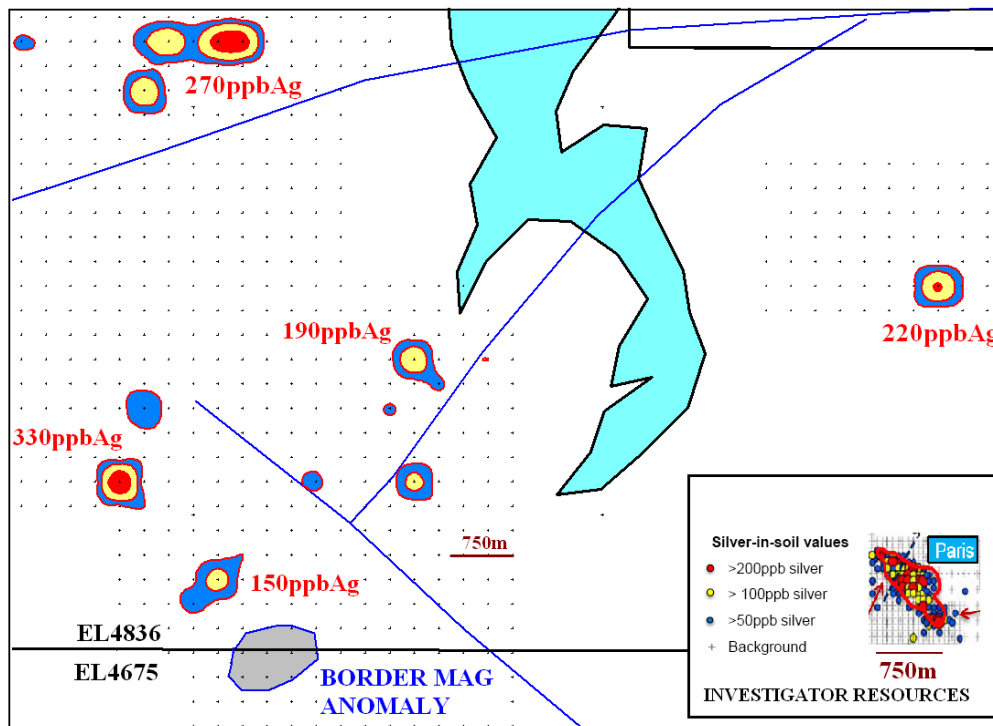 270ppbAg
190ppbAg
220ppbAg
330ppbAg
750m
150ppbAg
EL4836
EL4675
BORDER MAG
ANOMALY
Silver-in-soil values
>200ppb silver
> 100ppb silver
>50ppb silver
Background
Paris
750m
INVESTIGATOR RESOURCES